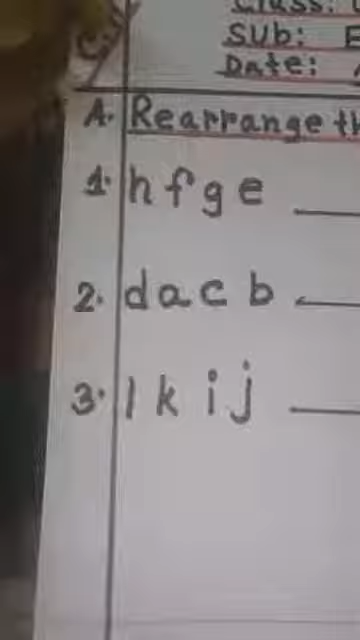 Sub:
Date:
A. Rearrange
1. h f g e
2. d a c b
3. l k i j